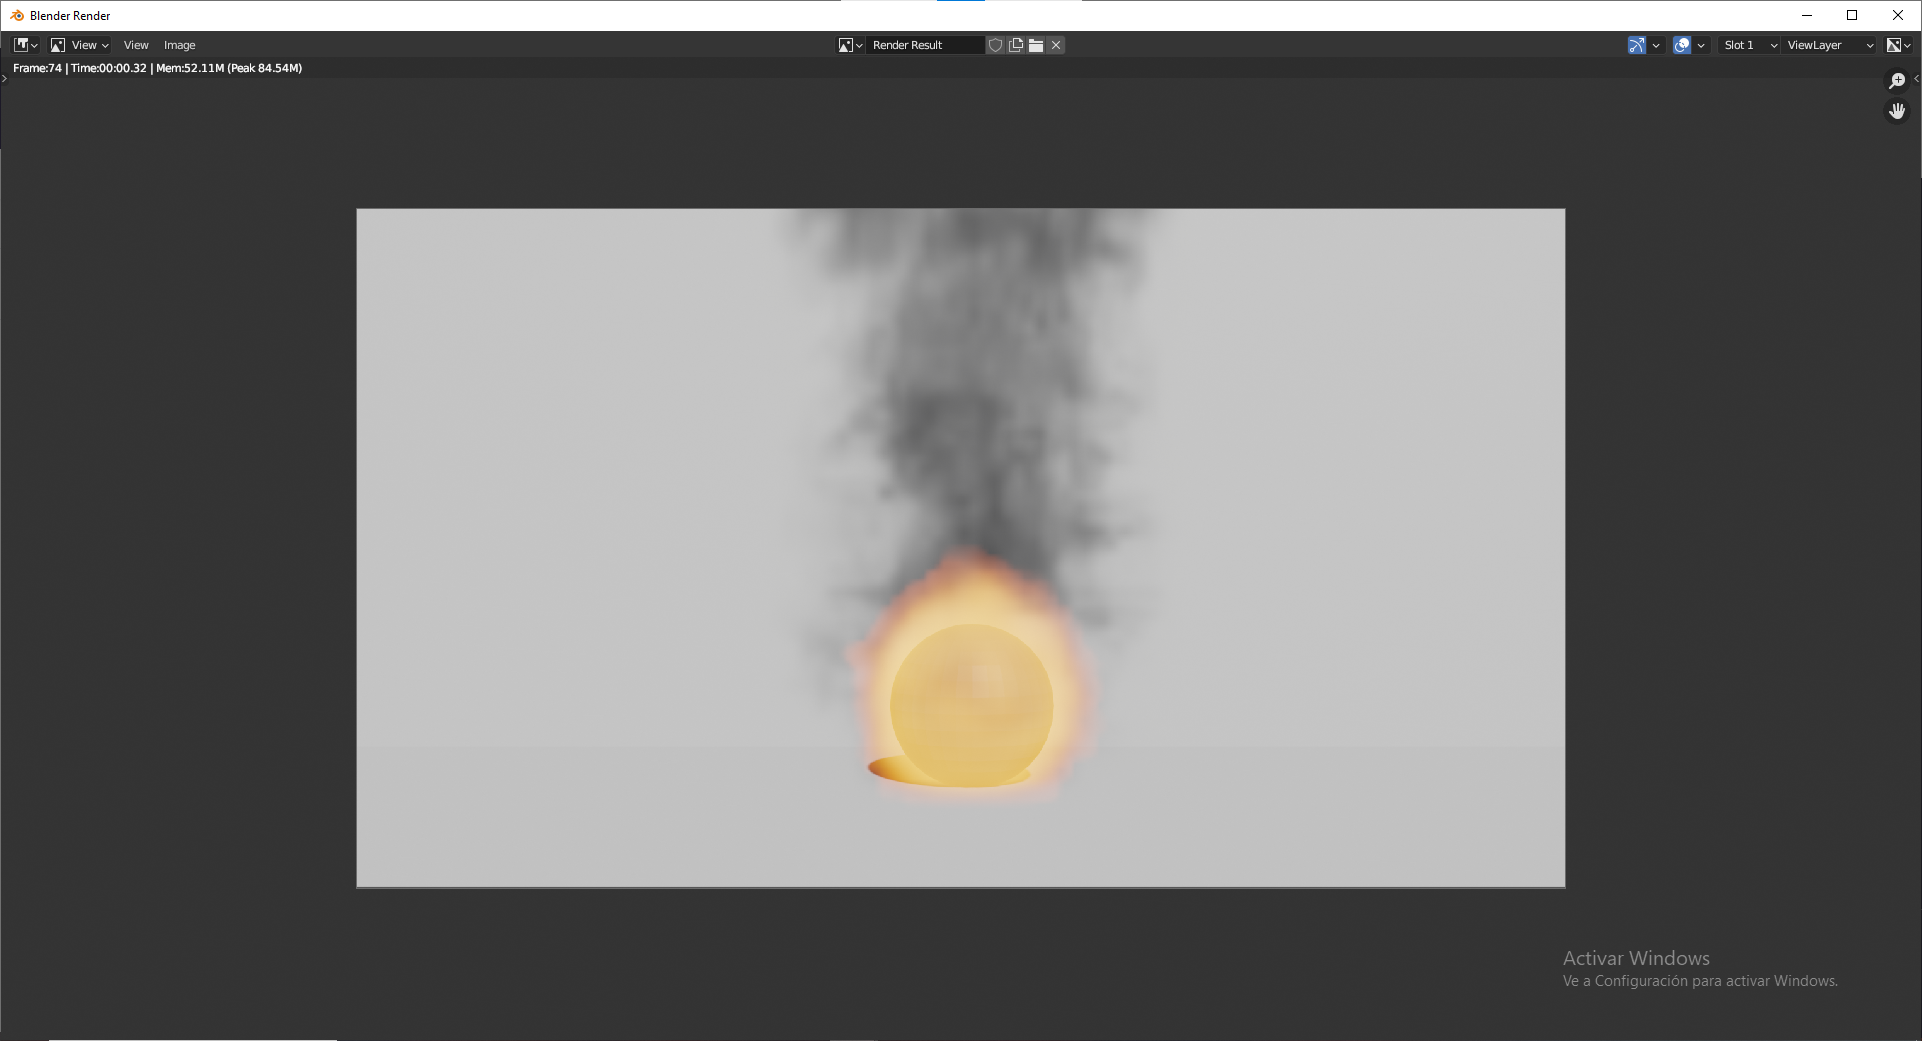 Blender Render
View
View
Image
Render Result
Slot 1
ViewLayer
Frame:74 | Time:00:00.32 | Mem:52.11M (Peak 84.54M)
Activar Windows
Ve a Configuración para activar Windows.